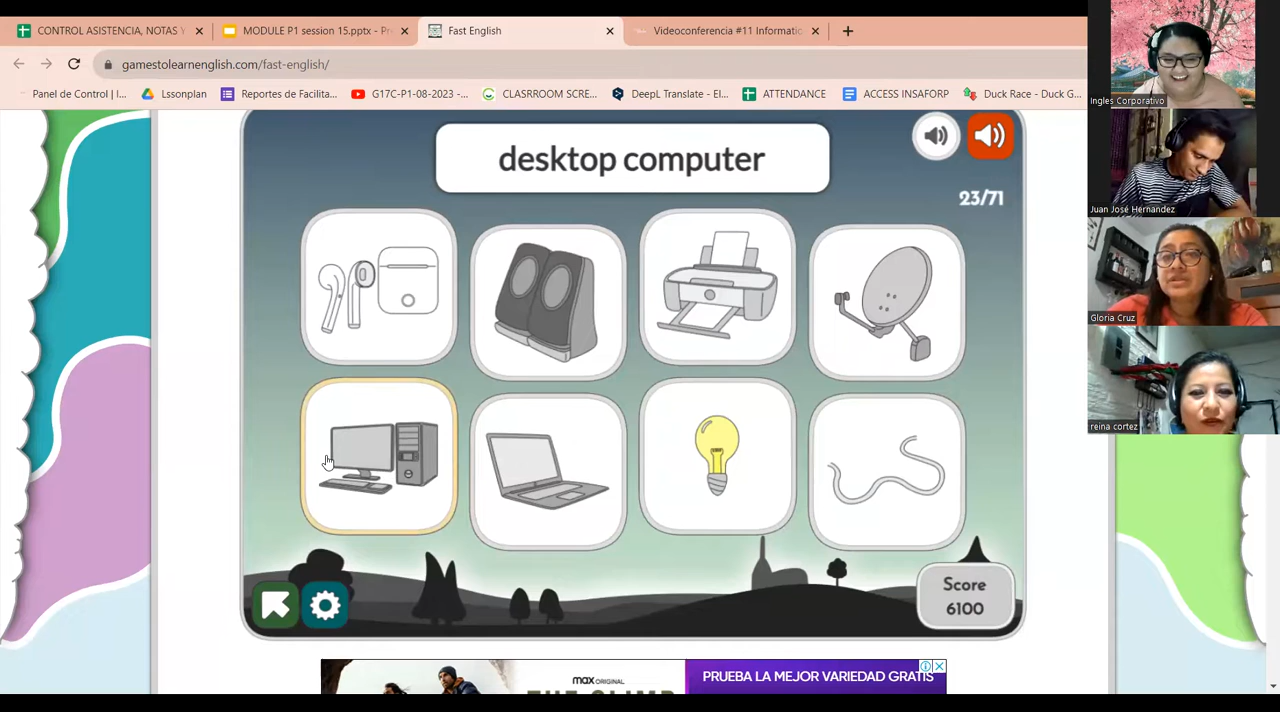 CONTROL ASISTENCIA, NOTAS Y
MODULE P1 session 15.pptx - Pr
Fast English
Videoconferencia #11 Informatio
gamestolearnenglish.com/fast-english/
Panel de Control | I...
Lssonplan
Reportes de Facilita...
G17C-P1-08-2023 -...
CLASRROOM SCRE...
DeepL Translate - El...
ATTENDANCE
ACCESS INSAFORP
Duck Race - Duck G...
desktop computer
23/71
Score
6100
max ORIGINAL
PRUEBA LA MEJOR VARIEDAD GRATIS
Ingles Corporativo
Juan José Hernandez
Gloria Cruz
reina cortez